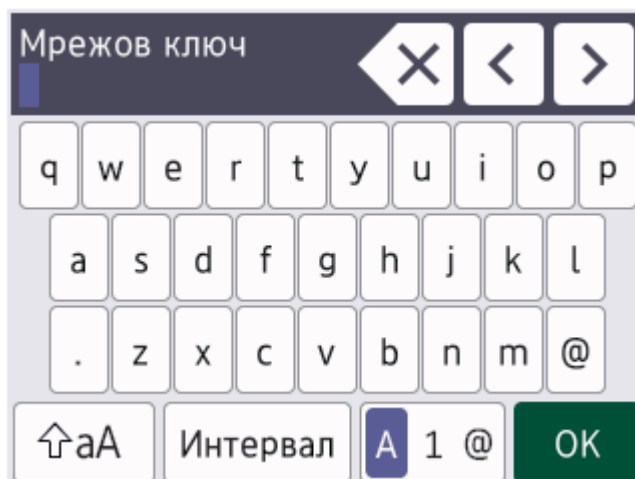 Мрежов ключ
q w e r t y u i o p
a s d f g h j k l
. z x c v b n m @
aA Интервал A 1 @ OK